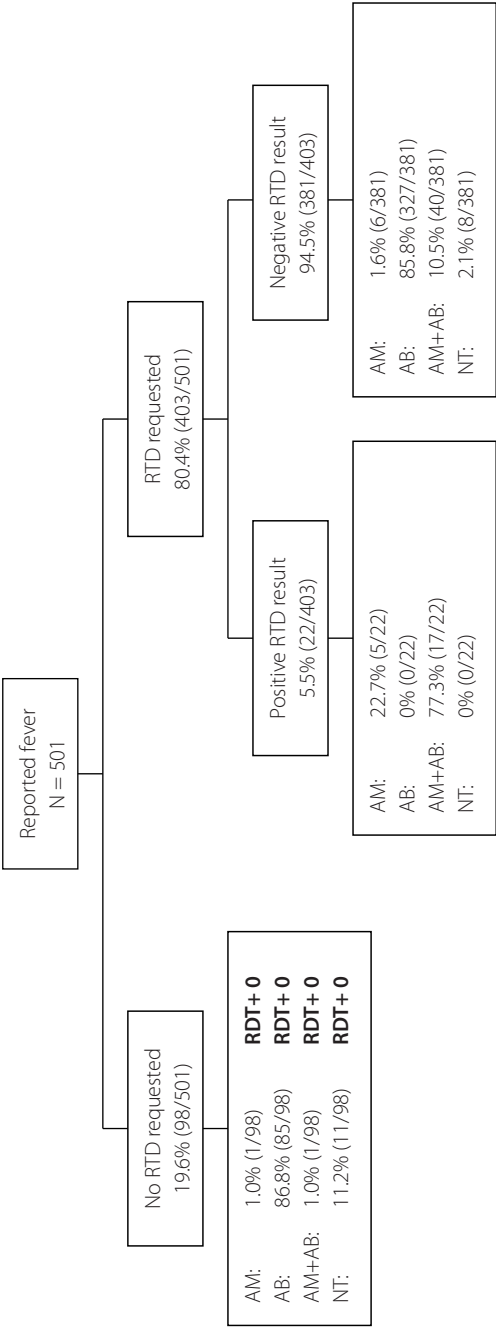 Reported fever
N = 501
No RTD requested
19.6% (98/501)
RTD requested
80.4% (403/501)
AM: 1.0% (1/98) RDT+ 0
AB: 86.8% (85/98) RDT+ 0
AM+AB: 1.0% (1/98) RDT+ 0
NT: 11.2% (11/98) RDT+ 0
Positive RTD result
5.5% (22/403)
Negative RTD result
94.5% (381/403)
AM: 22.7% (5/22)
AB: 0% (0/22)
AM+AB: 77.3% (17/22)
NT: 0% (0/22)
AM: 1.6% (6/381)
AB: 85.8% (327/381)
AM+AB: 10.5% (40/381)
NT: 2.1% (8/381)